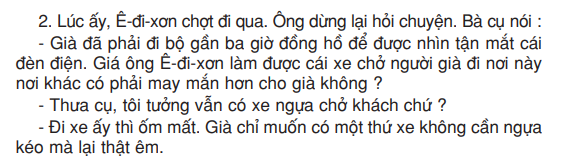 2. Lúc ấy, Ê-đi-xơn chợt đi qua. Ông dừng lại hỏi chuyện. Bà cụ nói :
- Già đã phải đi bộ gần ba giờ đồng hồ để được nhìn tận mắt cái
đèn điện. Giá ông Ê-đi-xơn làm được cái xe chở người già đi nơi này
nơi khác có phải may mắn hơn cho già không ?
- Thưa cụ, tôi tưởng vẫn có xe ngựa chở khách chứ ?
- Đi xe ấy thì ốm mất. Già chỉ muốn có một thứ xe không cần ngựa
kéo mà lại thật êm.